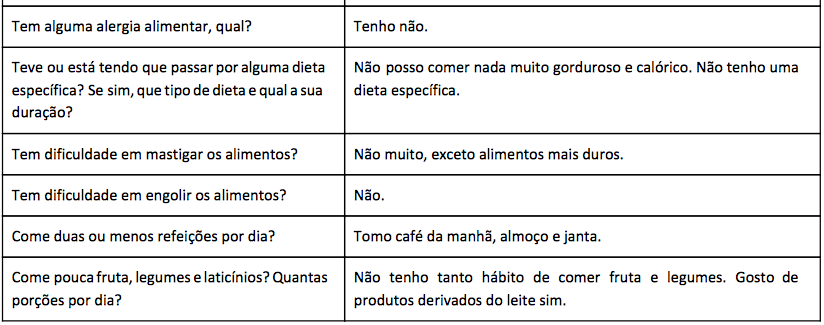 Tem alguma alergia alimentar, qual?
Tenho não.
Teve ou está tendo que passar por alguma dieta
específica? Se sim, que tipo de dieta e qual a sua
duração?
Não posso comer nada muito gorduroso e calórico. Não tenho uma
dieta específica.
Tem dificuldade em mastigar os alimentos?
Não muito, exceto alimentos mais duros.
Tem dificuldade em engolir os alimentos?
Não.
Come duas ou menos refeições por dia?
Tomo café da manhã, almoço e janta.
Come pouca fruta, legumes e laticínios? Quantas
porções por dia?
Não tenho tanto hábito de comer fruta e legumes. Gosto de
produtos derivados do leite sim.